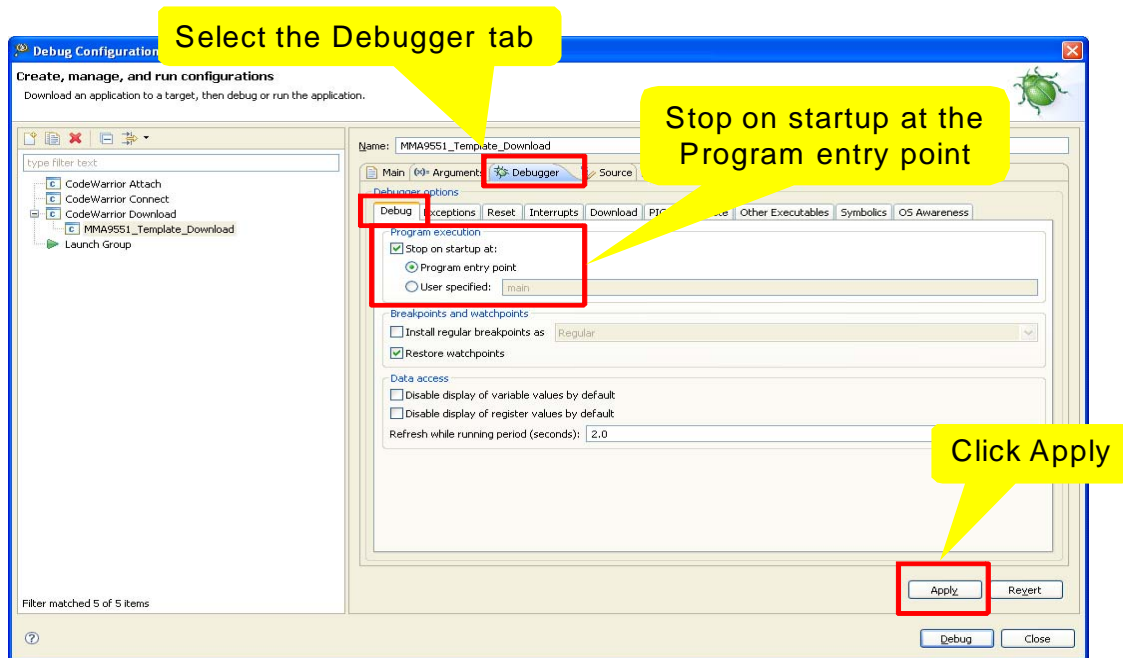 Select the Debugger tab
Debug Configuration
Create, manage, and run configurations
Download an application to a target, then debug or run the application.
Stop on startup at the
Program entry point
type filter text
CodeWarrior Attach
CodeWarrior Connect
CodeWarrior Download
MMA9551_Template_Download
Launch Group
Name: MMA9551_Template_Download
Main (x)= Arguments Debugger Source
Debugger options
Debug Exceptions Reset Interrupts Download Other Executables Symbolics OS Awareness
Program execution
Stop on startup at:
Program entry point
User specified: main
Breakpoints and watchpoints
Install regular breakpoints as Regular
Restore watchpoints
Data access
Disable display of variable values by default
Disable display of register values by default
Refresh while running period (seconds): 2.0
Click Apply
Apply Revert
Filter matched 5 of 5 items
Debug Close